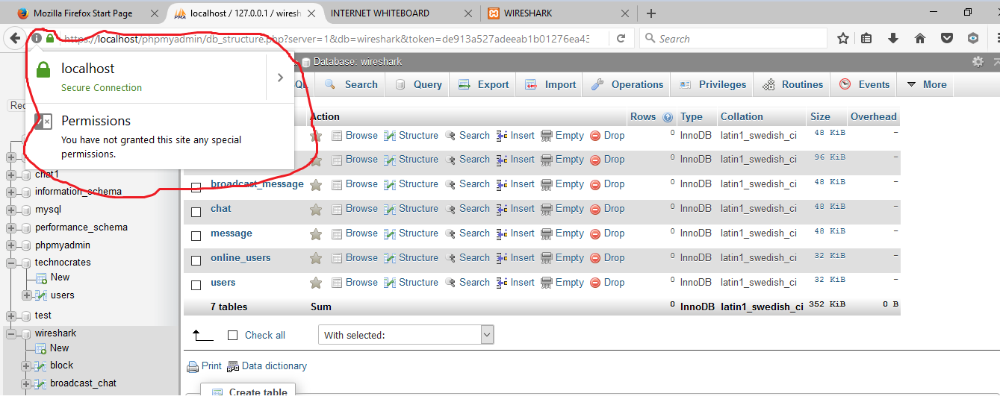 Mozilla Firefox Start Page
localhost / 127.0.0.1 / wiresh
INTERNET WHITEBOARD
WIRESHARK
https://localhost/phpmyadmin/db_structure.php?server=1&db=wireshark&token=de913a527adeeab1b01276ea43
Search
localhost
Secure Connection
Permissions
You have not granted this site any special
permissions.
Database: wireshark
QL Search Query Export Import Operations Privileges Routines Events More
Rec
Action Rows Type Collation Size Overhead
Browse Structure Search Insert Empty Drop 0 InnoDB latin1_swedish_ci 48 KiB -
Browse Structure Search Insert Empty Drop 0 InnoDB latin1_swedish_ci 96 KiB -
broadcast_message Browse Structure Search Insert Empty Drop 0 InnoDB latin1_swedish_ci 48 KiB -
chat Browse Structure Search Insert Empty Drop 0 InnoDB latin1_swedish_ci 48 KiB -
message Browse Structure Search Insert Empty Drop 0 InnoDB latin1_swedish_ci 48 KiB -
online_users Browse Structure Search Insert Empty Drop 0 InnoDB latin1_swedish_ci 32 KiB -
users Browse Structure Search Insert Empty Drop 0 InnoDB latin1_swedish_ci 32 KiB -
7 tables Sum 0 InnoDB latin1_swedish_ci 352 KiB 0 B
Check all
With selected:
Print Data dictionary
Create table
chat1
information_schema
mysql
performance_schema
phpmyadmin
technocrates
New
users
test
wireshark
New
block
broadcast_chat